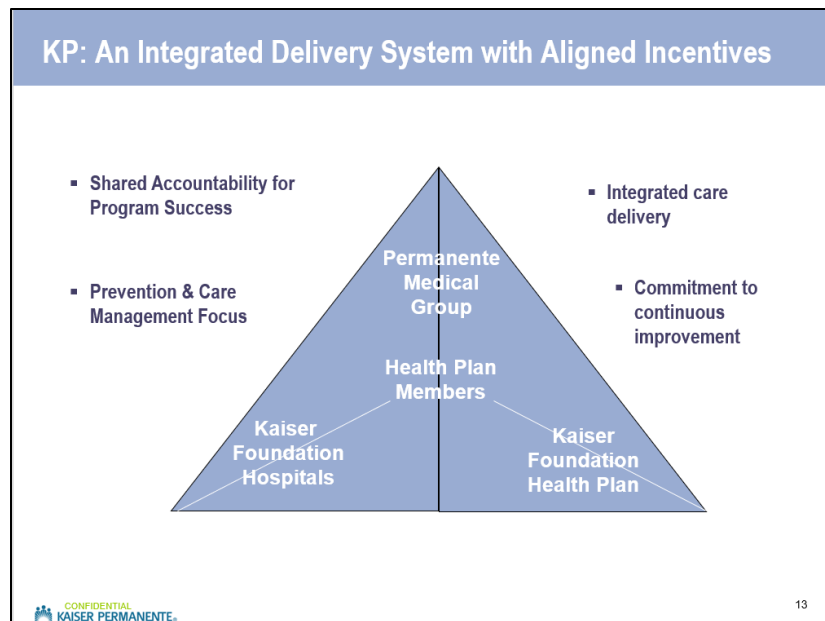 KP: An Integrated Delivery System with Aligned Incentives
▪ Shared Accountability for
Program Success
▪ Prevention & Care
Management Focus
Permanente
Medical
Group
Health Plan
Members
Kaiser
Foundation
Hospitals
Kaiser
Foundation
Health Plan
▪ Integrated care
delivery
▪ Commitment to
continuous
improvement
CONFIDENTIAL
KAISER PERMANENTE®
13